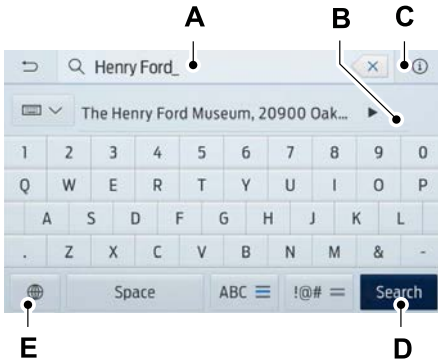 A B C
Henry Ford_
The Henry Ford Museum, 20900 Oak...
1 2 3 4 5 6 7 8 9 0
Q W E R T Y U I O P
A S D F G H J K L
. Z X C V B N M & -
Space ABC !@# Search
E D